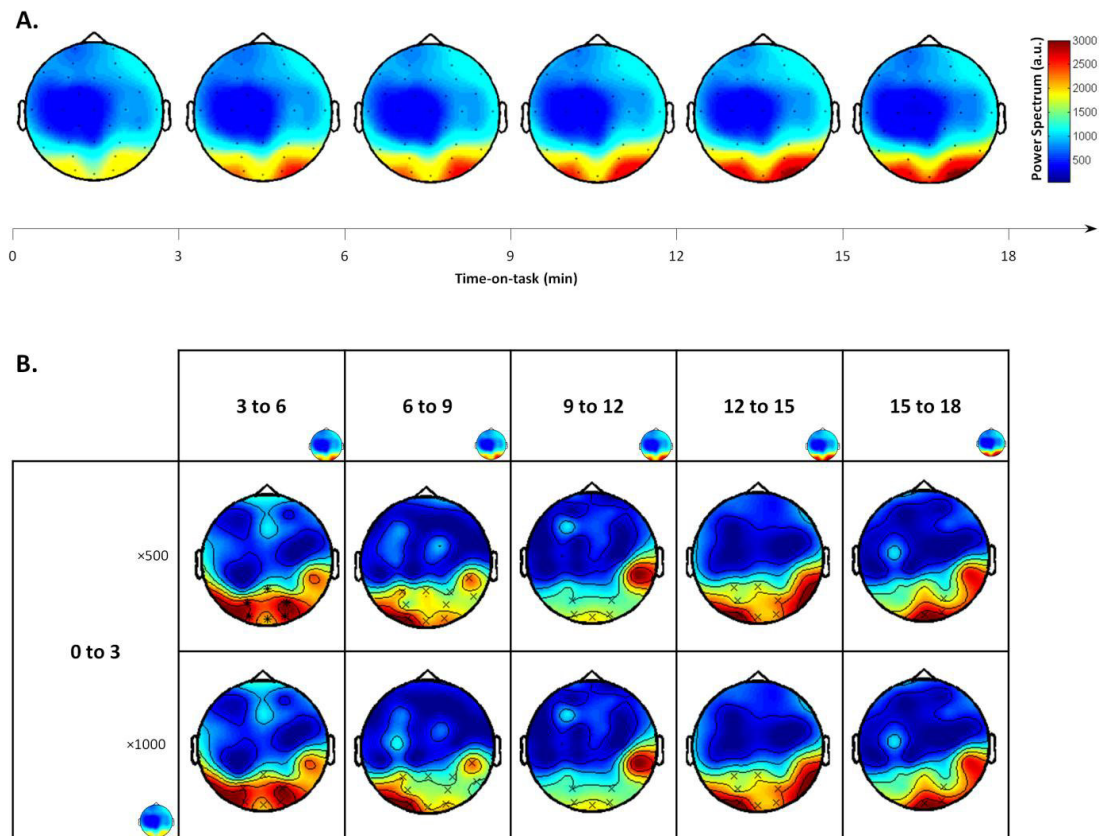 A.
3000
2500
2000
1500
1000
500
Power Spectrum (a.u.)
0 3 6 9 12 15 18
Time-on-task (min)
B.
3 to 6 6 to 9 9 to 12 12 to 15 15 to 18
×500
0 to 3
×1000